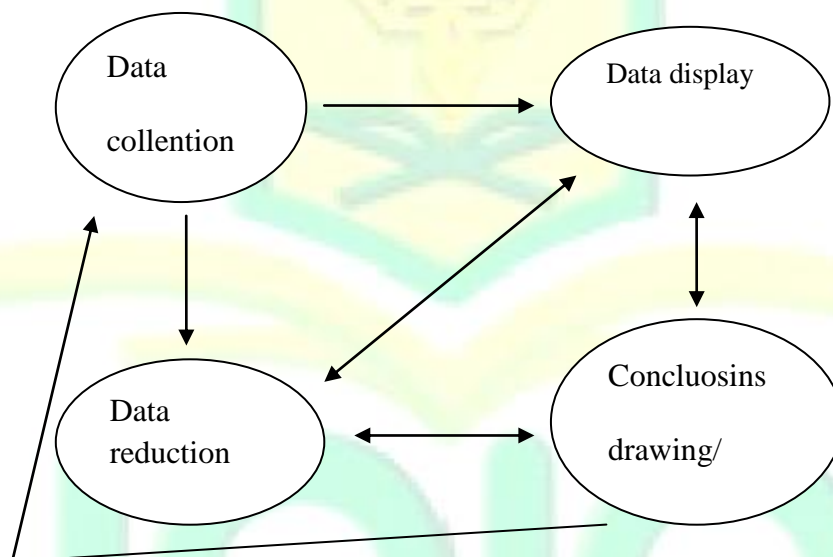 Data
collention
Data display
Data
reduction
Concluosins
drawing/